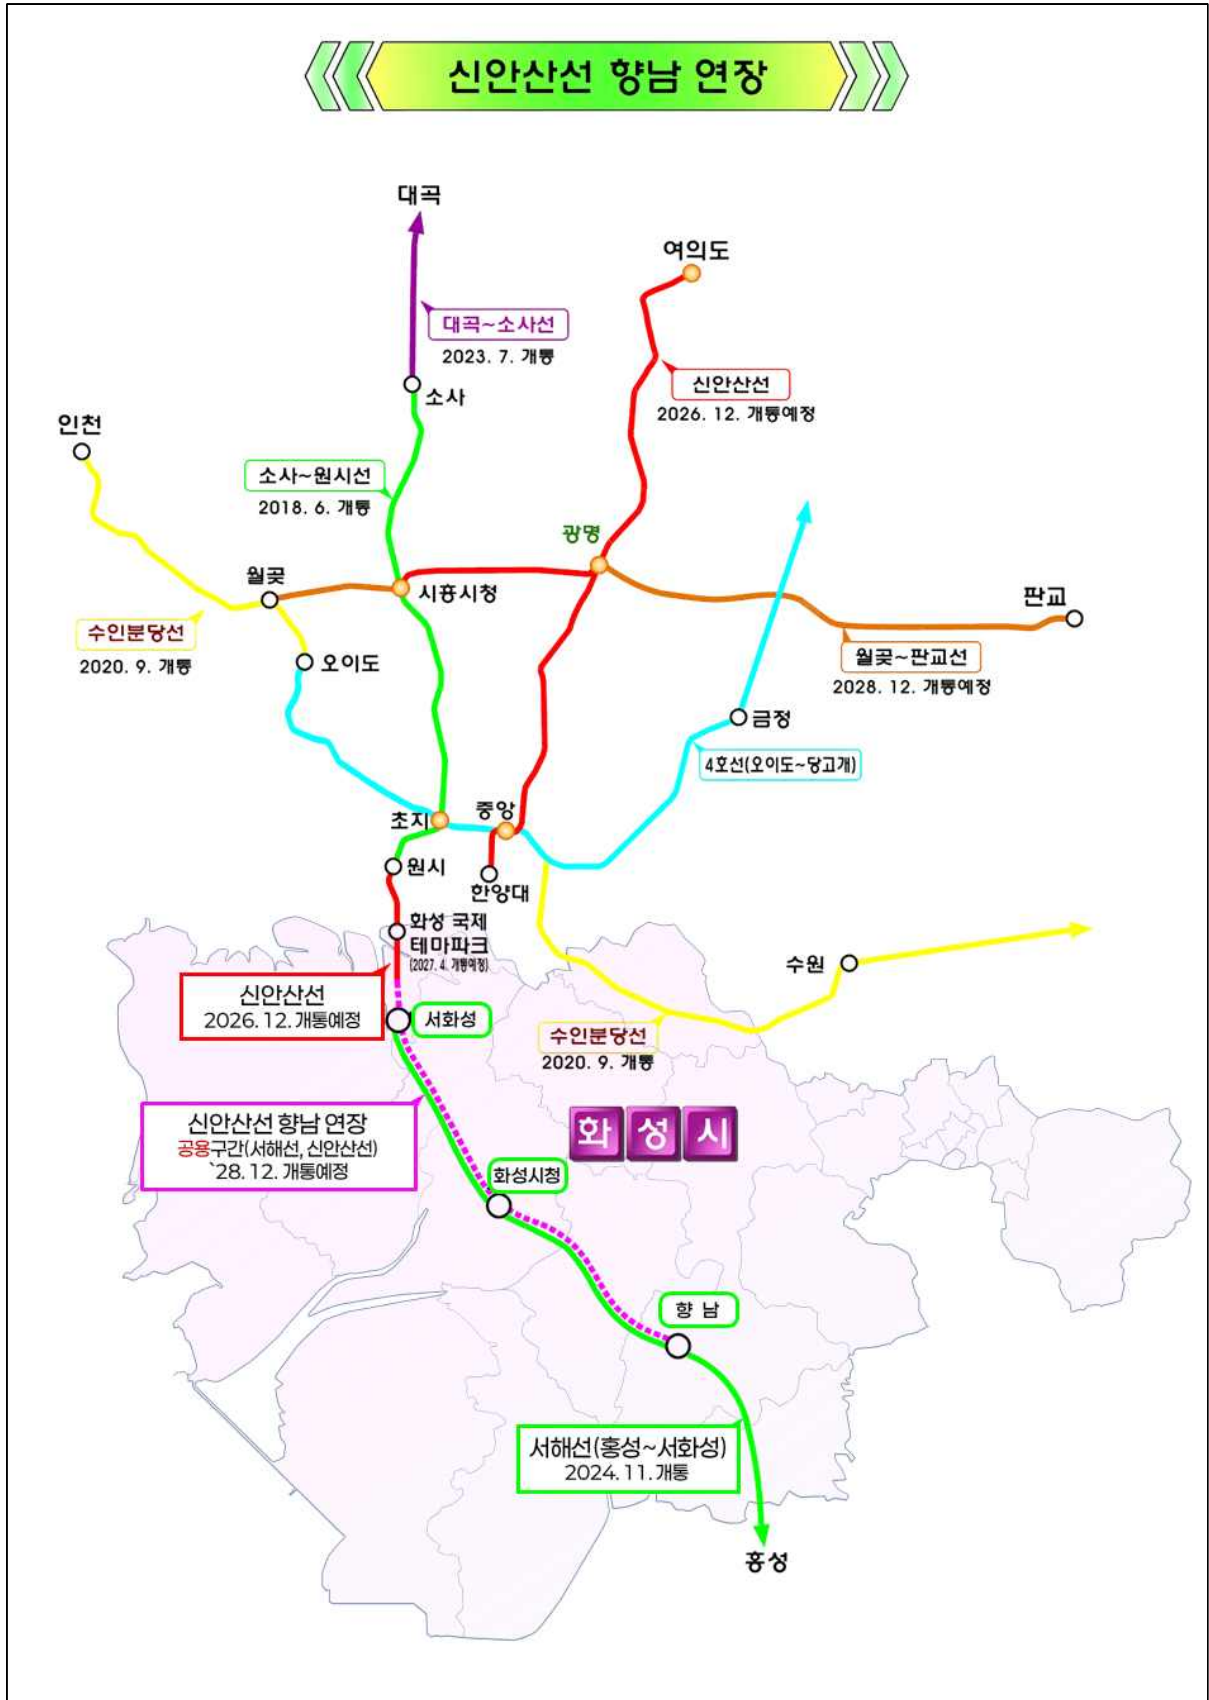 신안산선 향남 연장
대곡
여의도
대곡~소사선
2023. 7. 개통
소사
신안산선
2026. 12. 개통예정
인천
소사~원시선
2018. 6. 개통
광명
월곶
시흥시청
판교
수인분당선
2020. 9. 개통
오이도
월곶~판교선
2028. 12. 개통예정
금정
4호선(오이도~당고개)
초지
중앙
원시
한양대
화성 국제
테마파크
(2027. 4. 개통예정)
수원
신안산선
2026. 12. 개통예정
서화성
수인분당선
2020. 9. 개통
신안산선 향남 연장
공용구간(서해선, 신안산선)
`28. 12. 개통예정
화성시
화성시청
향 남
서해선(홍성~서화성)
2024. 11. 개통
홍성